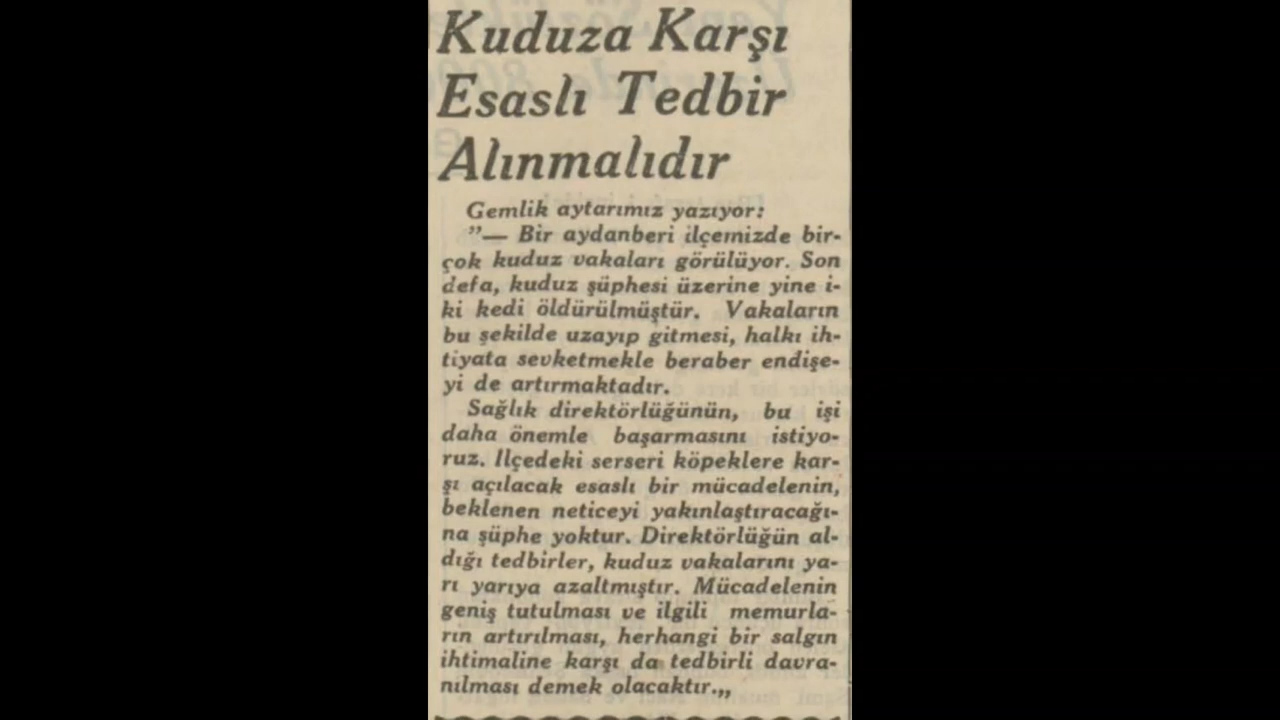 Kuduza Karşı
Esaslı Tedbir
Alınmalıdır
Gemlik aytarımız yazıyor:
"— Bir aydanberi ilçemizde bir-
çok kuduz vakaları görülüyor. Son
defa, kuduz şüphesi üzerine yine i-
ki kedi öldürülmüştür. Vakaların
bu şekilde uzayıp gitmesi, halkı ih-
tiyata sevketmekle beraber endişe-
yi de artırmaktadır.
Sağlık direktörlüğünün, bu işi
daha önemle başarmasını istiyo-
ruz. Ilçedeki serseri köpeklere kar-
şı açılacak esaslı bir mücadelenin,
beklenen neticeyi yakınlaştıracağı-
na şüphe yoktur. Direktörlüğün al-
dığı tedbirler, kuduz vakalarını ya-
rı yarıya azaltmıştır. Mücadelenin
geniş tutulması ve ilgili memurla-
rın artırılması, herhangi bir salgın
ihtimaline karşı da tedbirli davra-
nılması demek olacaktır.„